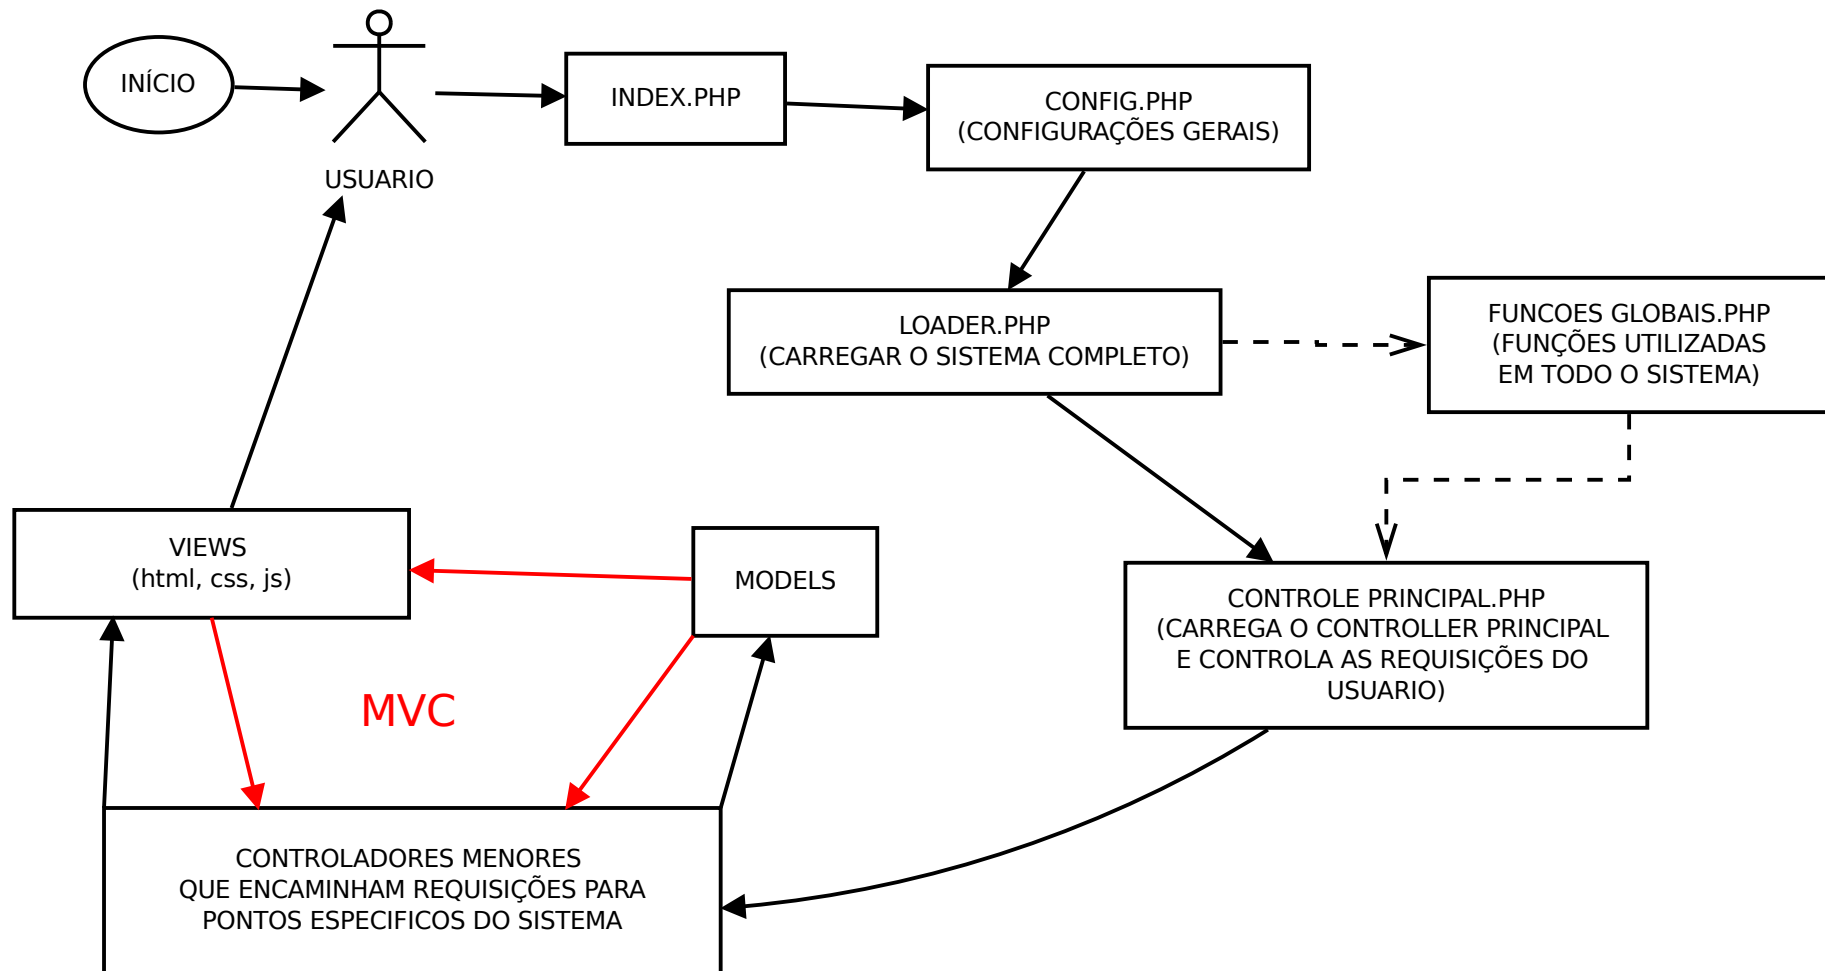 INÍCIO
USUARIO
INDEX.PHP
CONFIG.PHP
(CONFIGURAÇÕES GERAIS)
LOADER.PHP
(CARREGAR O SISTEMA COMPLETO)
FUNCOES GLOBAIS.PHP
(FUNÇÕES UTILIZADAS
EM TODO O SISTEMA)
VIEWS
(html, css, js)
MODELS
CONTROLE PRINCIPAL.PHP
(CARREGA O CONTROLLER PRINCIPAL
E CONTROLA AS REQUISIÇÕES DO
USUARIO)
MVC
CONTROLADORES MENORES
QUE ENCAMINHAM REQUISIÇÕES PARA
PONTOS ESPECIFICOS DO SISTEMA